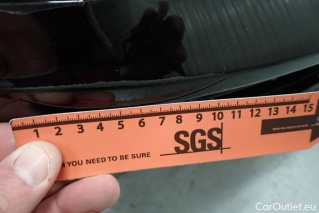 1 2 3 4 5 6 7 8 9 10 11 12 13 14 15
YOU NEED TO BE SURE SGS
CarOutlet.eu